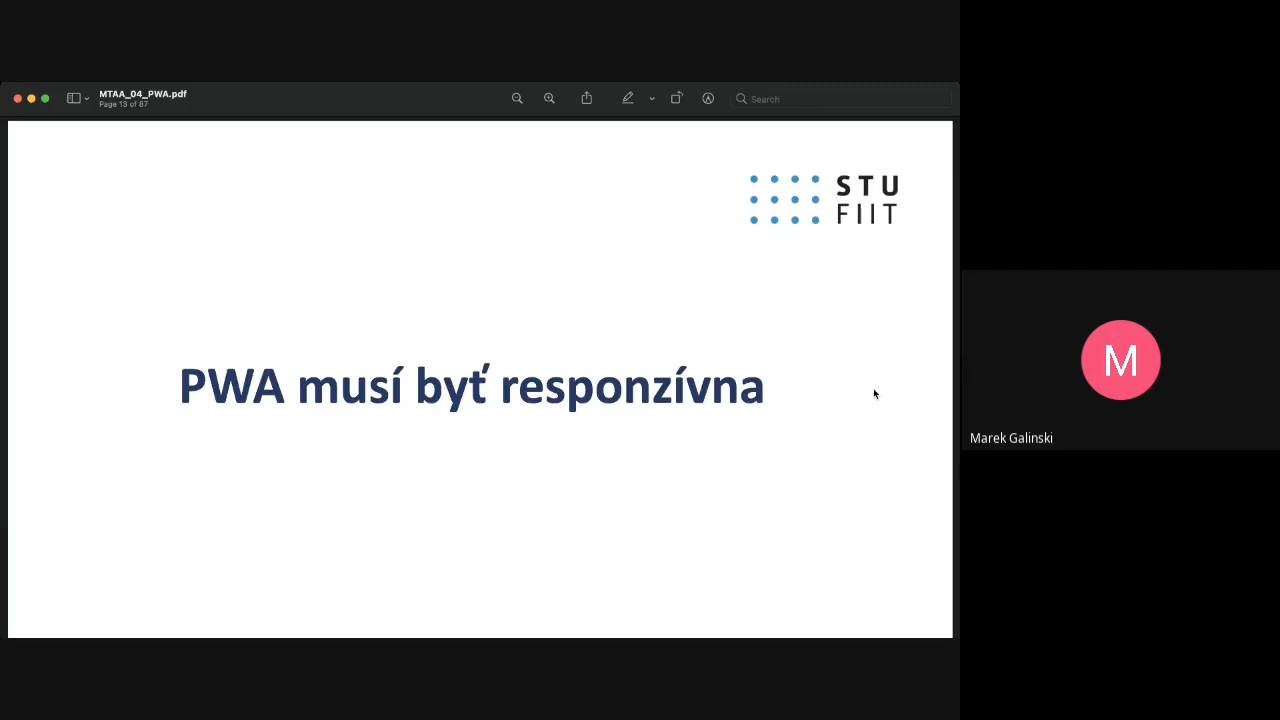 MTAA_04_PWA.pdf
Page 13 of 87
Search
STU
FIIT
PWA musí byť responzívna
M
Marek Galinski